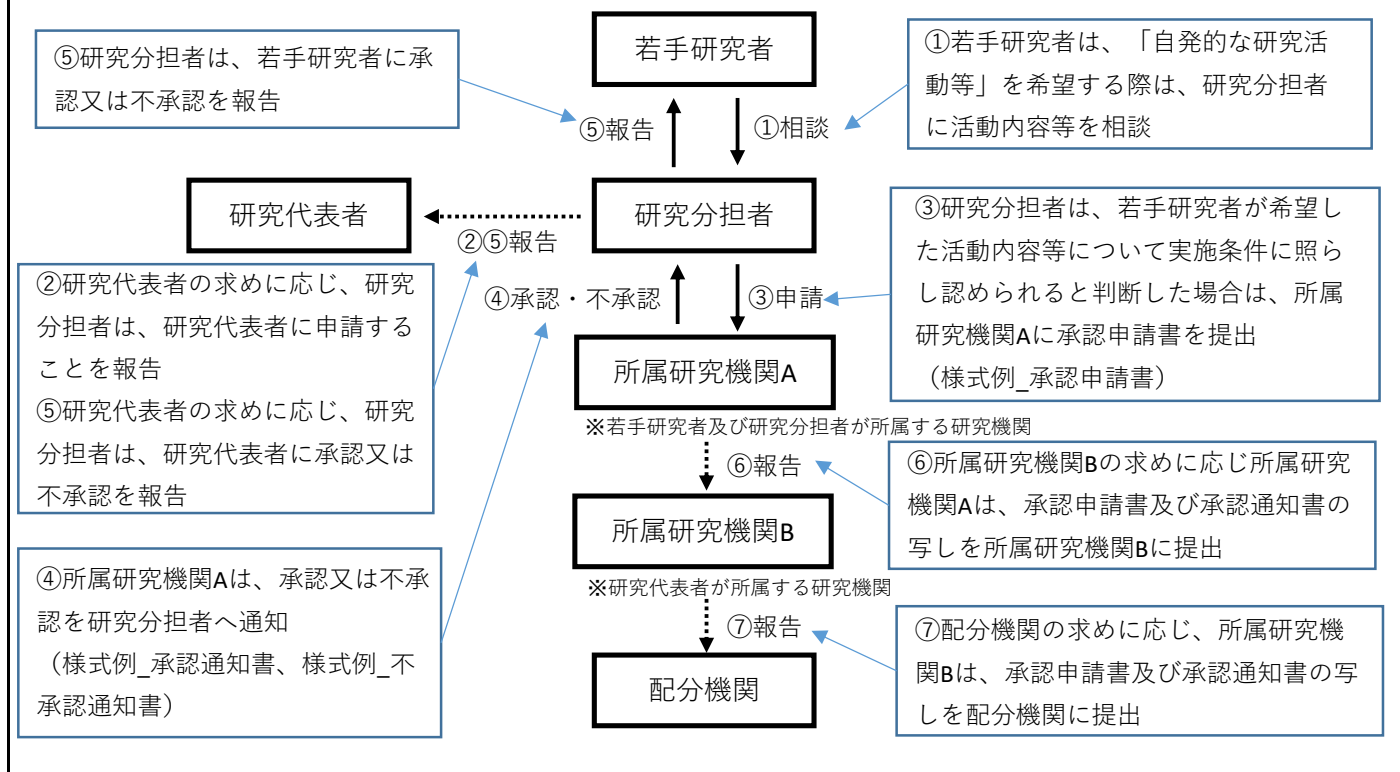 若手研究者
⑤研究分担者は、若手研究者に承
認又は不承認を報告
①若手研究者は、「自発的な研究活
動等」を希望する際は、研究分担者
に活動内容等を相談
⑤報告
①相談
研究代表者
研究分担者
②⑤報告
③研究分担者は、若手研究者が希望し
た活動内容等について実施条件に照ら
し認められると判断した場合は、所属
研究機関Aに承認申請書を提出
（様式例_承認申請書）
②研究代表者の求めに応じ、研究
分担者は、研究代表者に申請する
ことを報告
⑤研究代表者の求めに応じ、研究
分担者は、研究代表者に承認又は
不承認を報告
④承認・不承認
③申請
所属研究機関A
※若手研究者及び研究分担者が所属する研究機関
⑥報告
⑥所属研究機関Bの求めに応じ所属研究
機関Aは、承認申請書及び承認通知書の
写しを所属研究機関Bに提出
所属研究機関B
※研究代表者が所属する研究機関
④所属研究機関Aは、承認又は不承
認を研究分担者へ通知
（様式例_承認通知書、様式例_不
承認通知書）
⑦報告
⑦配分機関の求めに応じ、所属研究機
関Bは、承認申請書及び承認通知書の写
しを配分機関に提出
配分機関